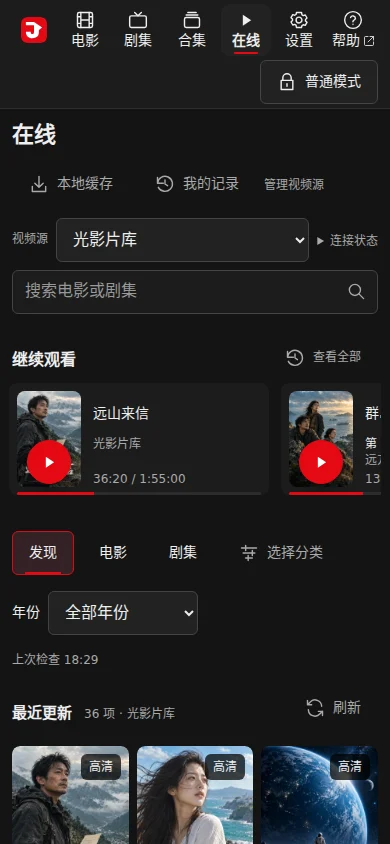 电影 剧集 合集 在线 设置 帮助
普通模式
在线
本地缓存 我的记录 管理视频源
视频源 光影片库 连接状态
搜索电影或剧集
继续观看 查看全部
远山来信
光影片库
36:20 / 1:55:00
群
第
远
13
发现 电影 剧集 选择分类
年份 全部年份
上次检查 18:29
最近更新 36 项 · 光影片库 刷新
高清 高清 高清